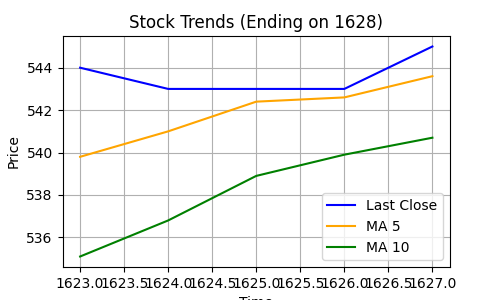 Stock Trends (Ending on 1628)
Price
544
542
540
538
536
Last Close
MA 5
MA 10
1623.0 1623.5 1624.0 1624.5 1625.0 1625.5 1626.0 1626.5 1627.0
Time